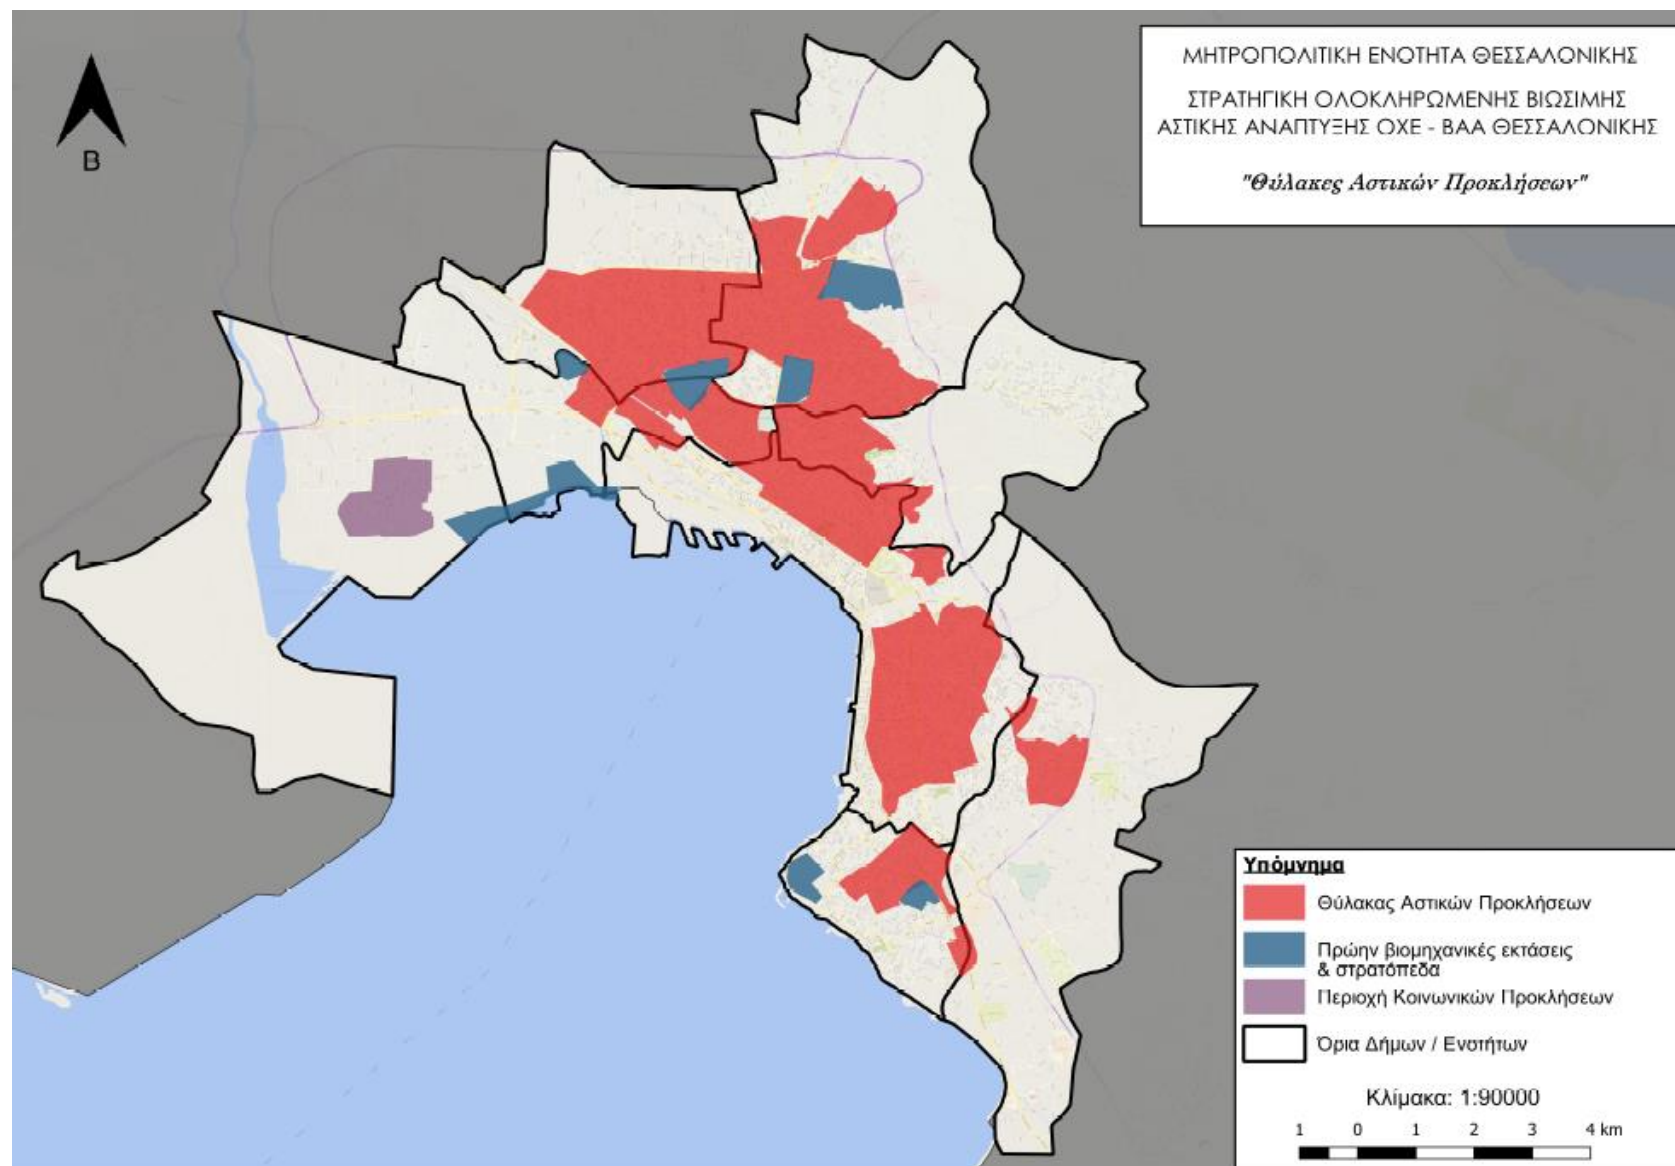 ΜΗΤΡΟΠΟΛΙΤΙΚΗ ΕΝΟΤΗΤΑ ΘΕΣΣΑΛΟΝΙΚΗΣ
ΣΤΡΑΤΗΓΙΚΗ ΟΛΟΚΛΗΡΩΜΕΝΗΣ ΒΙΩΣΙΜΗΣ
ΑΣΤΙΚΗΣ ΑΝΑΠΤΥΞΗΣ ΟΧΕ - ΒΑΑ ΘΕΣΣΑΛΟΝΙΚΗΣ
"Θύλακες Αστικών Προκλήσεων"
Β
Υπόμνημα
Θύλακας Αστικών Προκλήσεων
Πρώην βιομηχανικές εκτάσεις
& στρατόπεδα
Περιοχή Κοινωνικών Προκλήσεων
Όρια Δήμων / Ενοτήτων
Κλίμακα: 1:90000
1 0 1 2 3 4 km